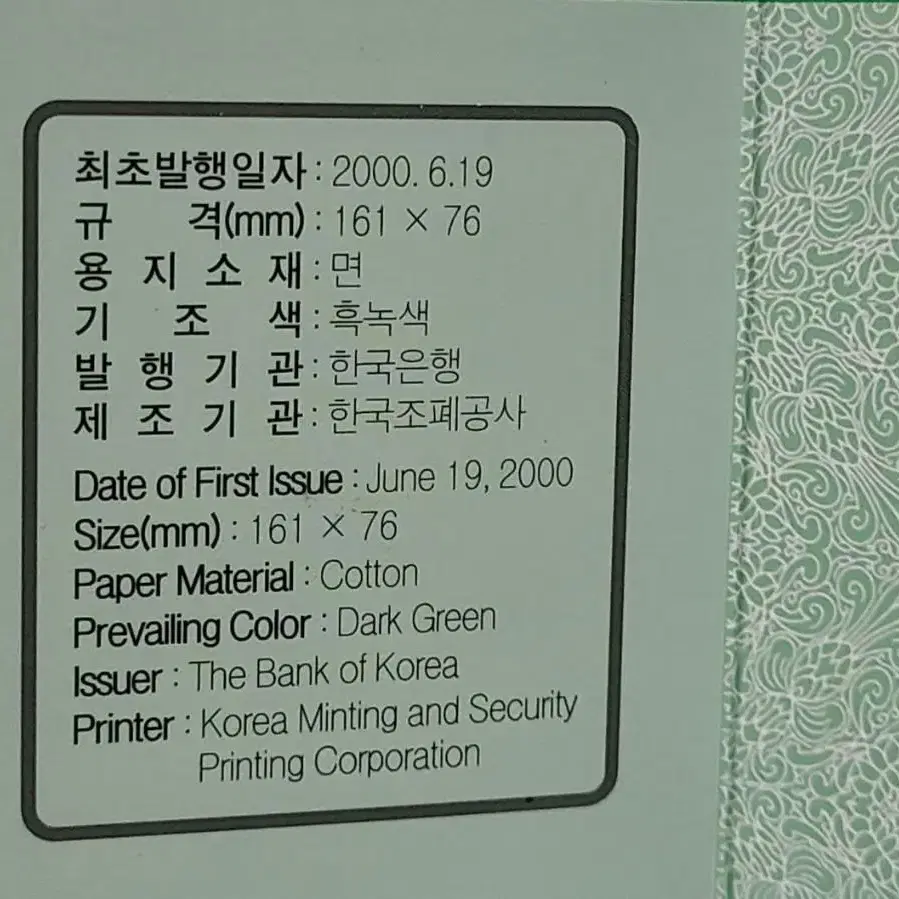 최초발행일자 : 2000. 6.19
규 격(mm) : 161 × 76
용 지 소 재 : 면
기 조 색 : 흑녹색
발 행 기 관 : 한국은행
제 조 기 관 : 한국조폐공사
Date of First Issue : June 19, 2000
Size(mm) : 161 × 76
Paper Material : Cotton
Prevailing Color : Dark Green
Issuer : The Bank of Korea
Printer : Korea Minting and Security
Printing Corporation